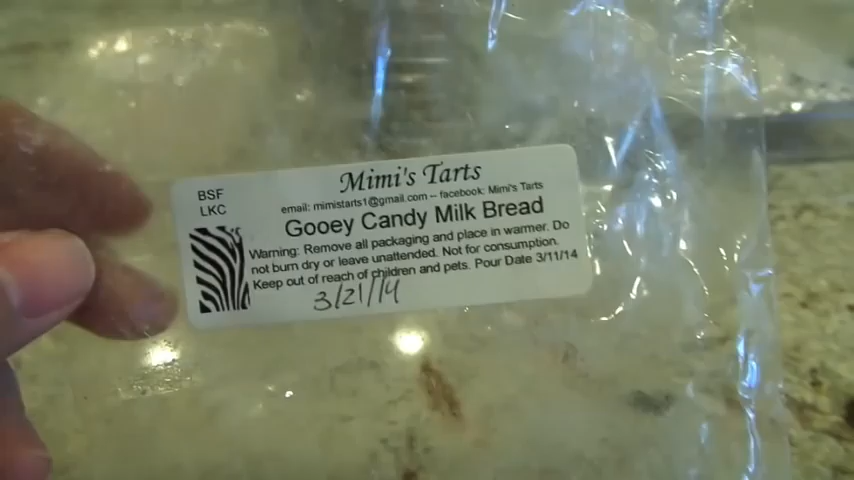 BSF
LKC
Mimi's Tarts
email: mimistarts1@gmail.com -- facebook: Mimi's Tarts
Gooey Candy Milk Bread
Warning: Remove all packaging and place in warmer. Do
not burn dry or leave unattended. Not for consumption.
Keep out of reach of children and pets. Pour Date 3/11/14
3/21/14